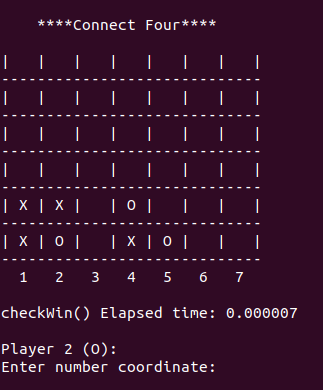 ****Connect Four****
|   |   |   |   |   |   |   |
-----------------------------
|   |   |   |   |   |   |   |
-----------------------------
|   |   |   |   |   |   |   |
-----------------------------
|   |   |   |   |   |   |   |
-----------------------------
| X | X |   | O |   |   |   |
-----------------------------
| X | O |   | X | O |   |   |
-----------------------------
  1   2   3   4   5   6   7
checkWin() Elapsed time: 0.000007
Player 2 (O):
Enter number coordinate: